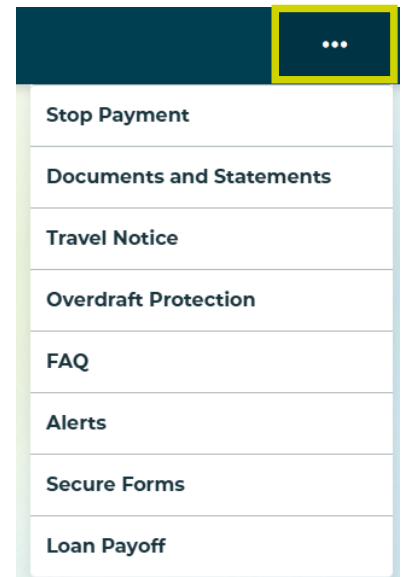 •••
Stop Payment
Documents and Statements
Travel Notice
Overdraft Protection
FAQ
Alerts
Secure Forms
Loan Payoff